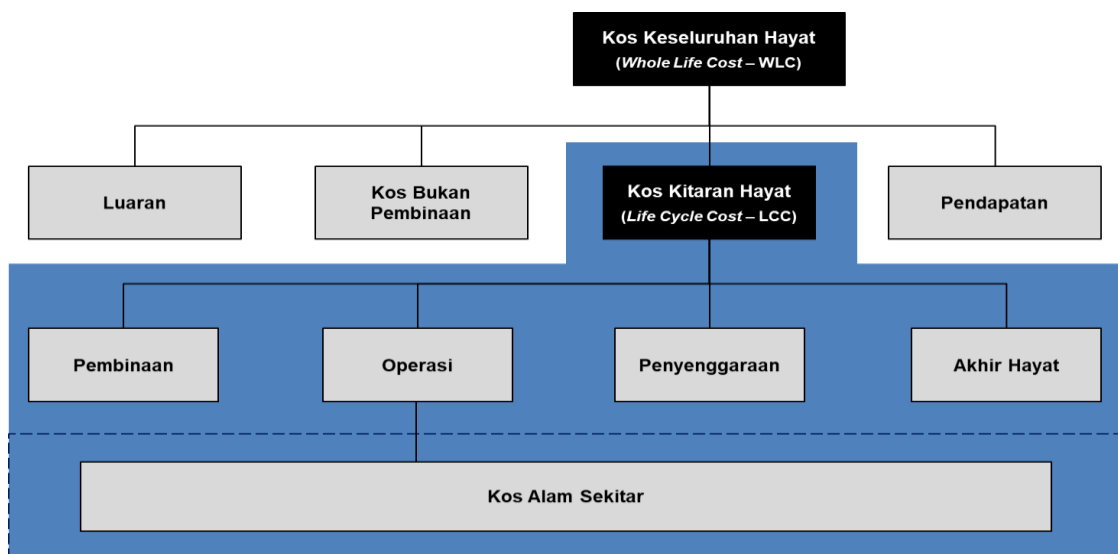 Kos Keseluruhan Hayat
(Whole Life Cost – WLC)
Luaran
Kos Bukan
Pembinaan
Kos Kitaran Hayat
(Life Cycle Cost – LCC)
Pendapatan
Pembinaan
Operasi
Penyenggaraan
Akhir Hayat
Kos Alam Sekitar